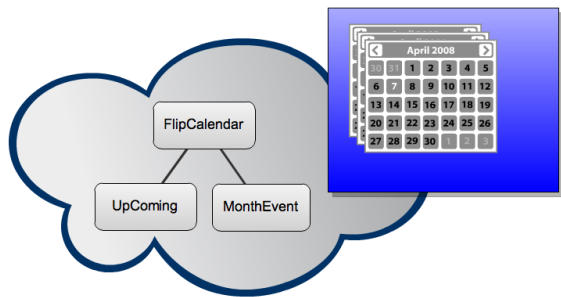 April 2008
30 31 1 2 3 4 5
6 7 8 9 10 11 12
13 14 15 16 17 18 19
20 21 22 23 24 25 26
27 28 29 30 1 2 3
FlipCalendar
UpComing
MonthEvent